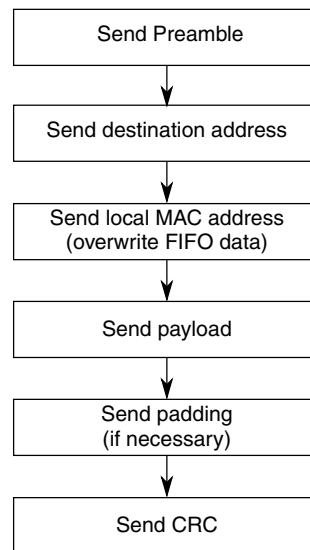 Send Preamble
Send destination address
Send local MAC address
(overwrite FIFO data)
Send payload
Send padding
(if necessary)
Send CRC